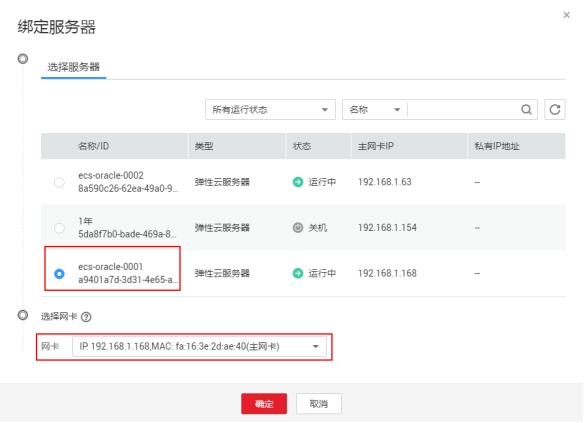 绑定服务器
选择服务器
所有运行状态 名称
名称/ID 类型 状态 主网卡IP 私有IP地址
ecs-oracle-0002
8a590c26-62ea-49a0-9... 弹性云服务器 运行中 192.168.1.63 --
1年
5da8f7b0-bade-469a-8... 弹性云服务器 关机 192.168.1.154 --
ecs-oracle-0001
a9401a7d-3d31-4e65-a... 弹性云服务器 运行中 192.168.1.168 --
选择网卡
网卡 IP: 192.168.1.168,MAC: fa:16:3e:2d:ae:40(主网卡)
确定 取消